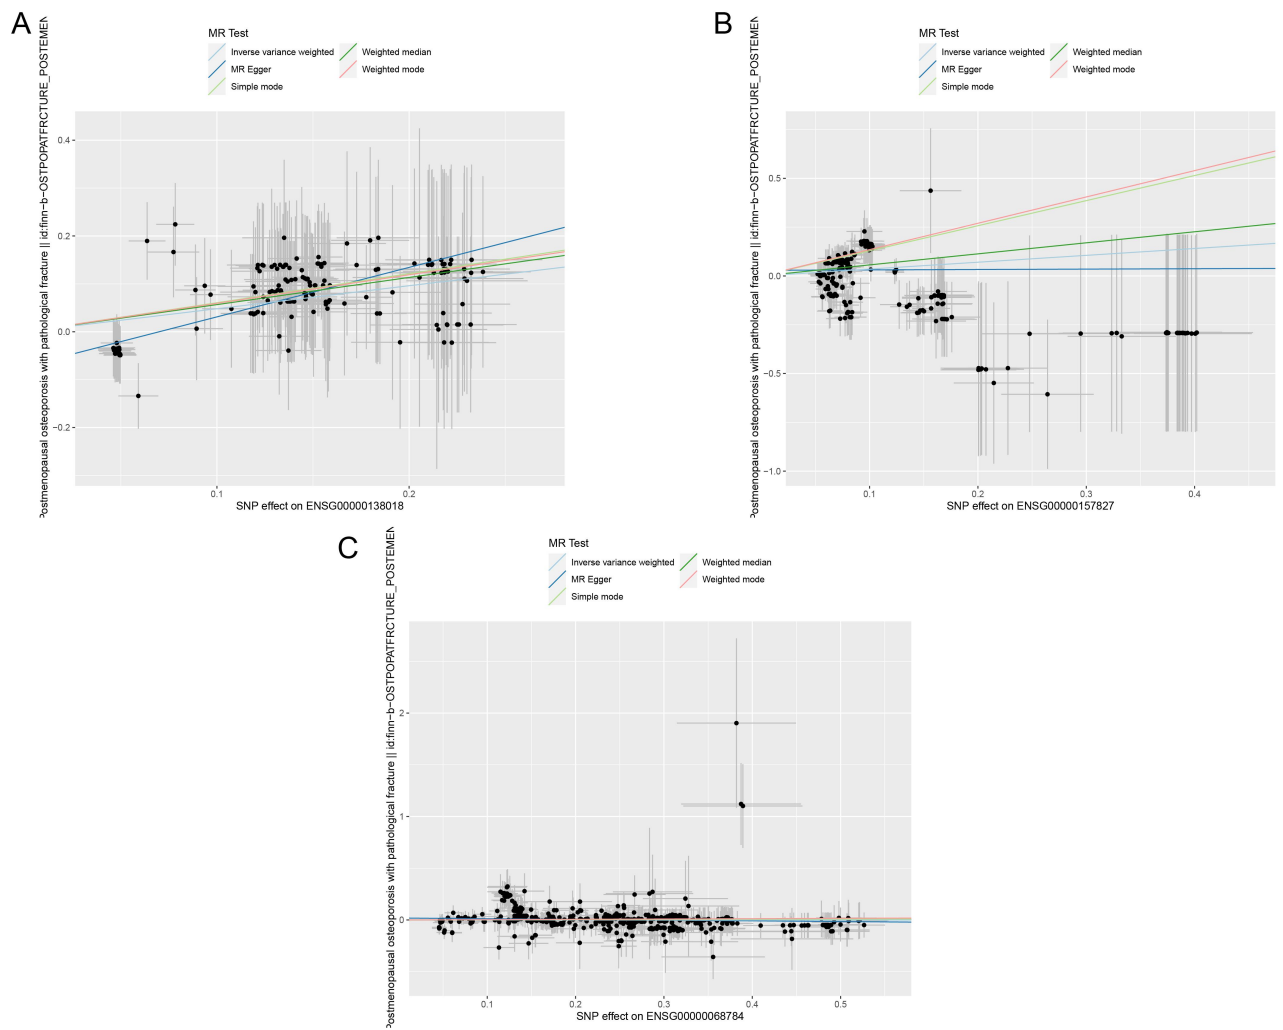 A
MR Test
Inverse variance weighted
Weighted median
MR Egger
Weighted mode
Simple mode
Postmenopausal osteoporosis with pathological fracture || id:finn-b-OSTPOPATFRCTURE_POSTEMEN
0.4
0.2
0.0
-0.2
0.1
0.2
SNP effect on ENSG00000138018
B
MR Test
Inverse variance weighted
Weighted median
MR Egger
Weighted mode
Simple mode
Postmenopausal osteoporosis with pathological fracture || id:finn-b-OSTPOPATFRCTURE_POSTEMEN
0.5
0.0
-0.5
-1.0
0.1
0.2
0.3
0.4
SNP effect on ENSG00000157827
C
MR Test
Inverse variance weighted
Weighted median
MR Egger
Weighted mode
Simple mode
Postmenopausal osteoporosis with pathological fracture || id:finn-b-OSTPOPATFRCTURE_POSTEMEN
2
1
0
0.1
0.2
0.3
0.4
0.5
SNP effect on ENSG00000068784